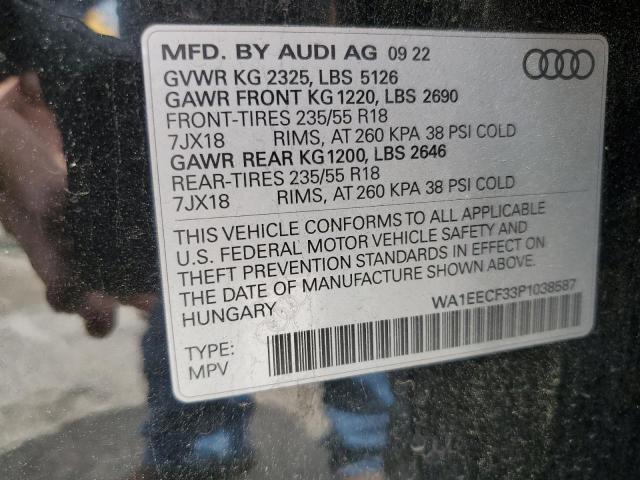 MFD. BY AUDI AG 09 22
GVWR KG 2325, LBS 5126
GAWR FRONT KG 1220, LBS 2690
FRONT-TIRES 235/55 R18
7JX18 RIMS, AT 260 KPA 38 PSI COLD
GAWR REAR KG 1200, LBS 2646
REAR-TIRES 235/55 R18
7JX18 RIMS, AT 260 KPA 38 PSI COLD
THIS VEHICLE CONFORMS TO ALL APPLICABLE
U.S. FEDERAL MOTOR VEHICLE SAFETY AND
THEFT PREVENTION STANDARDS IN EFFECT ON
THE DATE OF MANUFACTURE SHOWN ABOVE.
HUNGARY
WA1EECF33P1038587
TYPE:
MPV